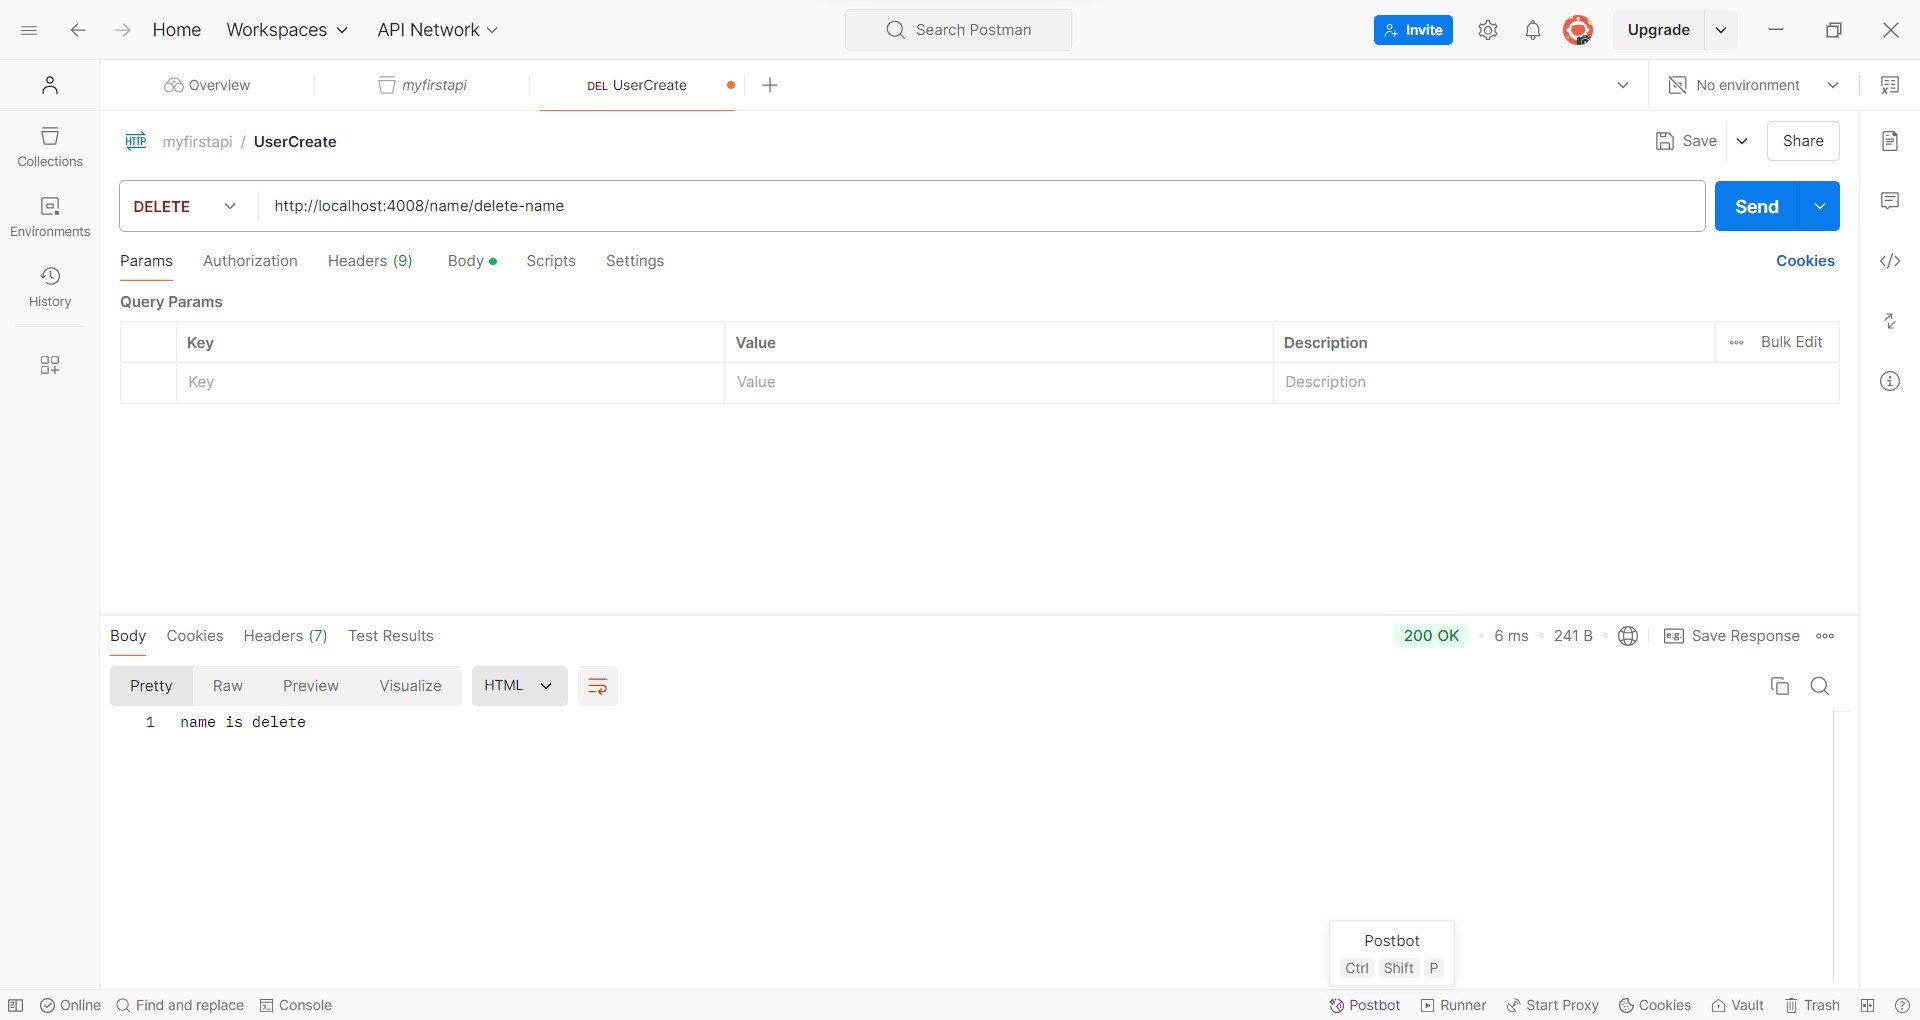 Home Workspaces API Network Search Postman Invite Upgrade
Overview myfirstapi DEL UserCreate No environment
HTTP myfirstapi / UserCreate Save Share
Collections
Environments
History
DELETE http://localhost:4008/name/delete-name Send
Params Authorization Headers (9) Body Scripts Settings Cookies
Query Params
Key Value Description Bulk Edit
Key Value Description
Body Cookies Headers (7) Test Results 200 OK 6 ms 241 B e.g. Save Response
Pretty Raw Preview Visualize HTML
1 name is delete
Postbot
Ctrl Shift P
Online Find and replace Console Postbot Runner Start Proxy Cookies Vault Trash